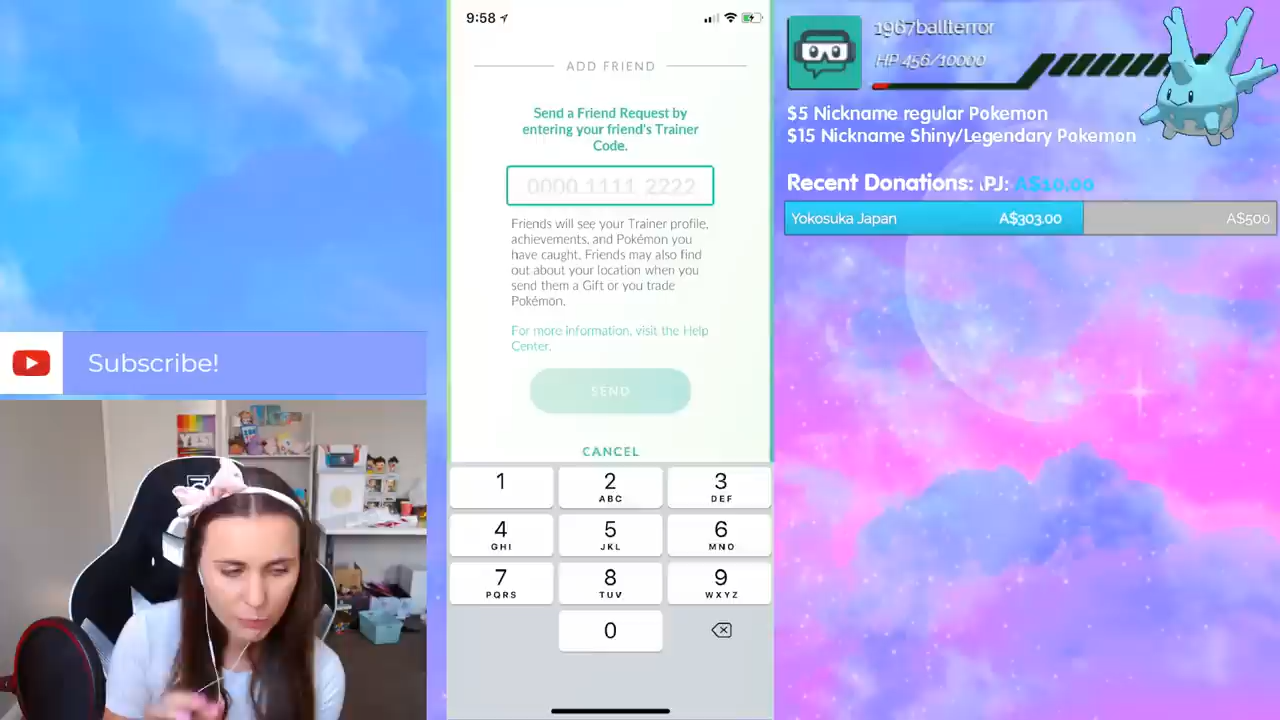 9:58
ADD FRIEND
Send a Friend Request by
entering your friend's Trainer
Code.
0000 1111 2222
Friends will see your Trainer profile,
achievements, and Pokémon you
have caught. Friends may also find
out about your location when you
send them a Gift or you trade
Pokémon.
For more information, visit the Help
Center.
SEND
CANCEL
1
2
ABC
3
DEF
4
GHI
5
JKL
6
MNO
7
PQRS
8
TUV
9
WXYZ
0
1967ballterror
HP 456/10000
$5 Nickname regular Pokemon
$15 Nickname Shiny/Legendary Pokemon
Recent Donations: \PJ: A$10.00
Yokosuka Japan A$303.00 A$500
Subscribe!
YES